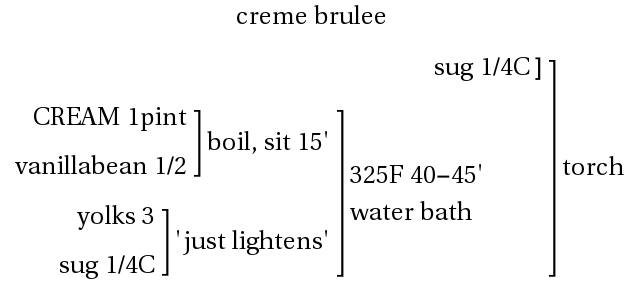 creme brulee
sug 1/4C ]
CREAM 1pint
vanillabean 1/2
boil, sit 15'
yolks 3
sug 1/4C
'just lightens'
325F 40–45'
water bath
torch